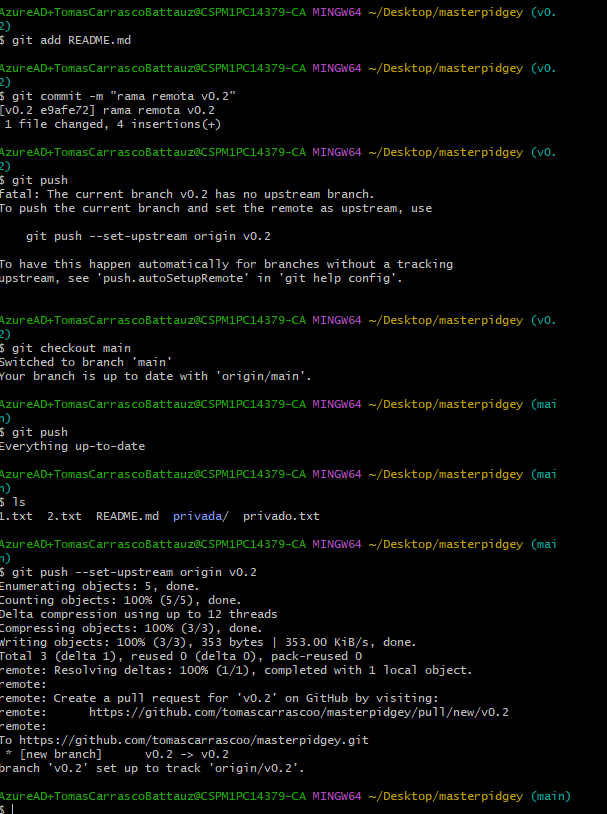 AzureAD+TomasCarrascoBattauz@CSPM1PC14379-CA MINGW64 ~/Desktop/masterpidgey (v0.
2)
$ git add README.md
AzureAD+TomasCarrascoBattauz@CSPM1PC14379-CA MINGW64 ~/Desktop/masterpidgey (v0.
2)
$ git commit -m "rama remota v0.2"
[v0.2 e9afe72] rama remota v0.2
1 file changed, 4 insertions(+)
AzureAD+TomasCarrascoBattauz@CSPM1PC14379-CA MINGW64 ~/Desktop/masterpidgey (v0.
2)
$ git push
fatal: The current branch v0.2 has no upstream branch.
To push the current branch and set the remote as upstream, use
git push --set-upstream origin v0.2
To have this happen automatically for branches without a tracking
upstream, see 'push.autoSetupRemote' in 'git help config'.
AzureAD+TomasCarrascoBattauz@CSPM1PC14379-CA MINGW64 ~/Desktop/masterpidgey (v0.
2)
$ git checkout main
Switched to branch 'main'
Your branch is up to date with 'origin/main'.
AzureAD+TomasCarrascoBattauz@CSPM1PC14379-CA MINGW64 ~/Desktop/masterpidgey (mai
n)
$ git push
Everything up-to-date
AzureAD+TomasCarrascoBattauz@CSPM1PC14379-CA MINGW64 ~/Desktop/masterpidgey (mai
n)
$ ls
1.txt 2.txt README.md privada/ privado.txt
AzureAD+TomasCarrascoBattauz@CSPM1PC14379-CA MINGW64 ~/Desktop/masterpidgey (mai
n)
$ git push --set-upstream origin v0.2
Enumerating objects: 5, done.
Counting objects: 100% (5/5), done.
Delta compression using up to 12 threads
Compressing objects: 100% (3/3), done.
Writing objects: 100% (3/3), 353 bytes | 353.00 KiB/s, done.
Total 3 (delta 1), reused 0 (delta 0), pack-reused 0
remote: Resolving deltas: 100% (1/1), completed with 1 local object.
remote:
remote: Create a pull request for 'v0.2' on GitHub by visiting:
remote: https://github.com/tomascarrascoo/masterpidgey/pull/new/v0.2
remote:
To https://github.com/tomascarrascoo/masterpidgey.git
* [new branch] v0.2 -> v0.2
branch 'v0.2' set up to track 'origin/v0.2'.
AzureAD+TomasCarrascoBattauz@CSPM1PC14379-CA MINGW64 ~/Desktop/masterpidgey (main)
$